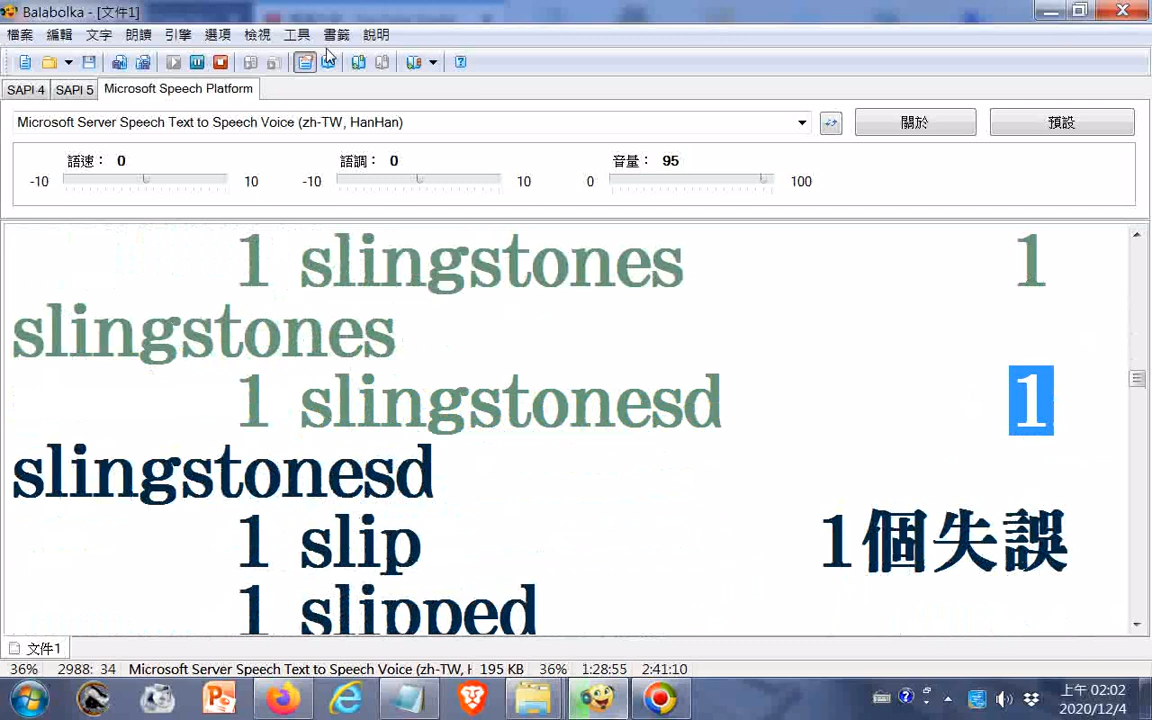 Balabolka - [文件1]
檔案 編輯 文字 朗讀 引擎 選項 檢視 工具 書籤 說明
SAPI 4 SAPI 5 Microsoft Speech Platform
Microsoft Server Speech Text to Speech Voice (zh-TW, HanHan) 關於 預設
語速： 0 語調： 0 音量： 95
-10 10 -10 10 0 100
1 slingstones 1
slingstones
1 slingstonesd 1
slingstonesd
1 slip 1個失誤
1 slipped
文件1
36% 2988: 34 Microsoft Server Speech Text to Speech Voice (zh-TW, 195 KB 36% 1:28:55 2:41:10
上午 02:02
2020/12/4